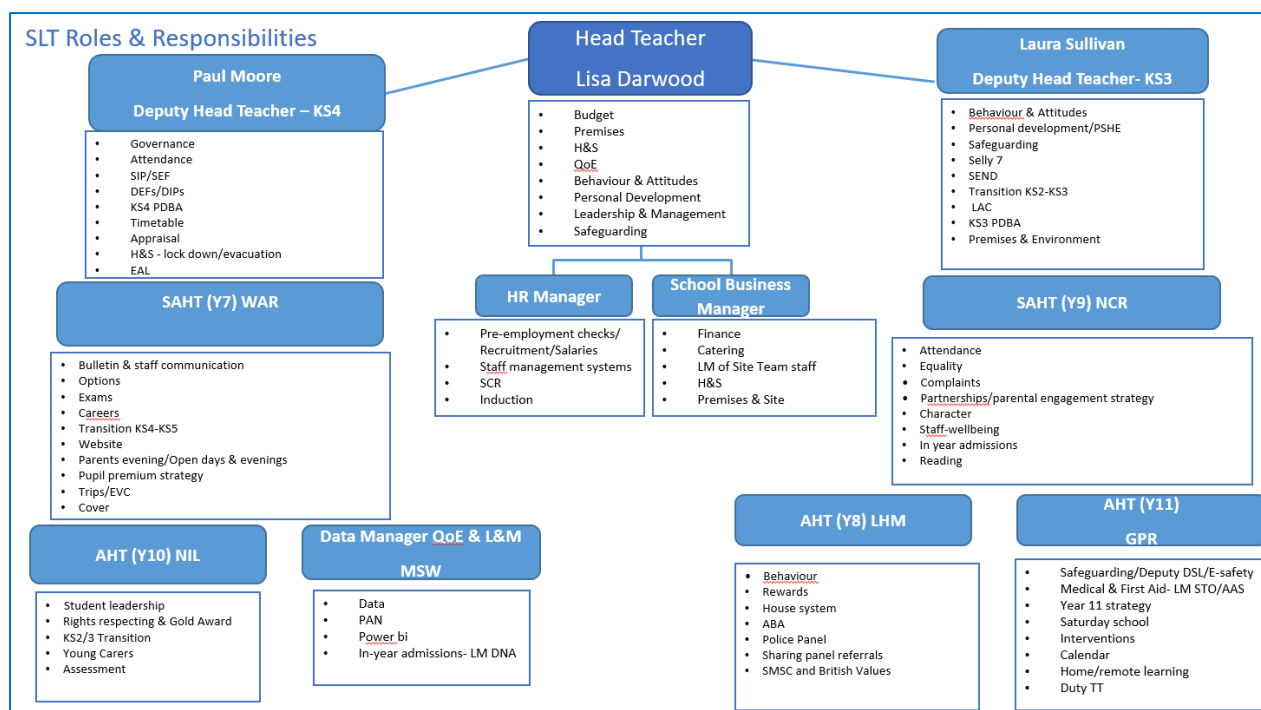 SLT Roles & Responsibilities
Head Teacher
Lisa Darwood
Paul Moore
Deputy Head Teacher – KS4
Laura Sullivan
Deputy Head Teacher- KS3
• Governance
• Attendance
• SIP/SEF
• DEFs/DIPs
• KS4 PDBA
• Timetable
• Appraisal
• H&S - lock down/evacuation
• EAL
• Budget
• Premises
• H&S
• QoE
• Behaviour & Attitudes
• Personal Development
• Leadership & Management
• Safeguarding
• Behaviour & Attitudes
• Personal development/PSHE
• Safeguarding
• Selly 7
• SEND
• Transition KS2-KS3
• LAC
• KS3 PDBA
• Premises & Environment
SAHT (Y7) WAR
• Bulletin & staff communication
• Options
• Exams
• Careers
• Transition KS4-KS5
• Website
• Parents evening/Open days & evenings
• Pupil premium strategy
• Trips/EVC
• Cover
HR Manager
• Pre-employment checks/
Recruitment/Salaries
• Staff management systems
• SCR
• Induction
School Business
Manager
• Finance
• Catering
• LM of Site Team staff
• H&S
• Premises & Site
SAHT (Y9) NCR
• Attendance
• Equality
• Complaints
• Partnerships/parental engagement strategy
• Character
• Staff-wellbeing
• In year admissions
• Reading
AHT (Y10) NIL
• Student leadership
• Rights respecting & Gold Award
• KS2/3 Transition
• Young Carers
• Assessment
Data Manager QoE & L&M
MSW
• Data
• PAN
• Power bi
• In-year admissions- LM DNA
AHT (Y8) LHM
• Behaviour
• Rewards
• House system
• ABA
• Police Panel
• Sharing panel referrals
• SMSC and British Values
AHT (Y11)
GPR
• Safeguarding/Deputy DSL/E-safety
• Medical & First Aid- LM STO/AAS
• Year 11 strategy
• Saturday school
• Interventions
• Calendar
• Home/remote learning
• Duty TT